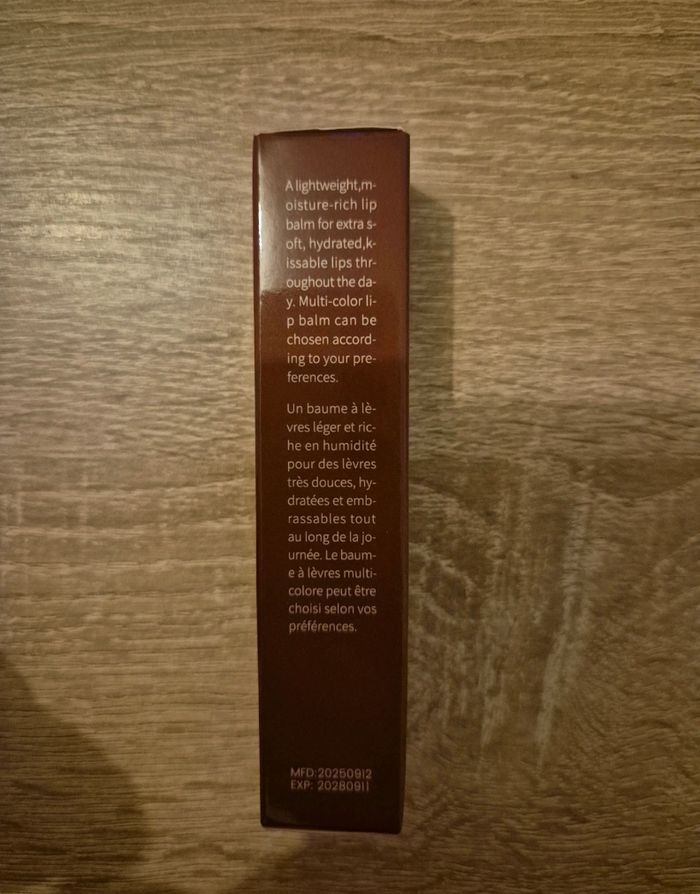 A lightweight,m-
oisture-rich lip
balm for extra s-
oft, hydrated,k-
issable lips thr-
oughout the da-
y. Multi-color li-
p balm can be
chosen accord-
ing to your pre-
ferences.
Un baume à lè-
vres léger et ric-
he en humidité
pour des lèvres
très douces, hy-
dratées et emb-
rassables tout
au long de la jo-
urnée. Le baum-
e à lèvres multi-
colore peut être
choisi selon vos
préférences.
MFD:20250912
EXP: 20280911